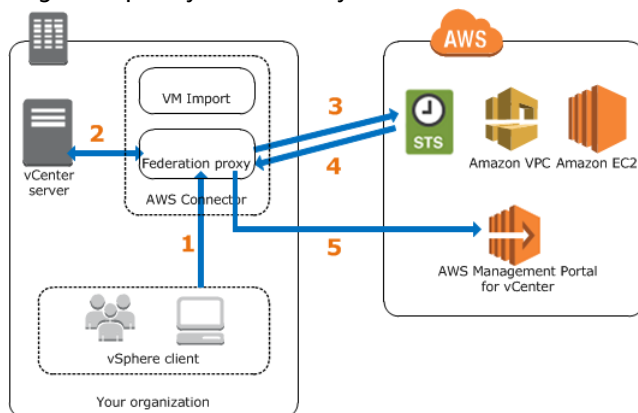 AWS
VM Import
3
2
Federation proxy
4
STS
Amazon VPC
Amazon EC2
vCenter
server
AWS Connector
1
5
AWS Management Portal
for vCenter
vSphere client
Your organization